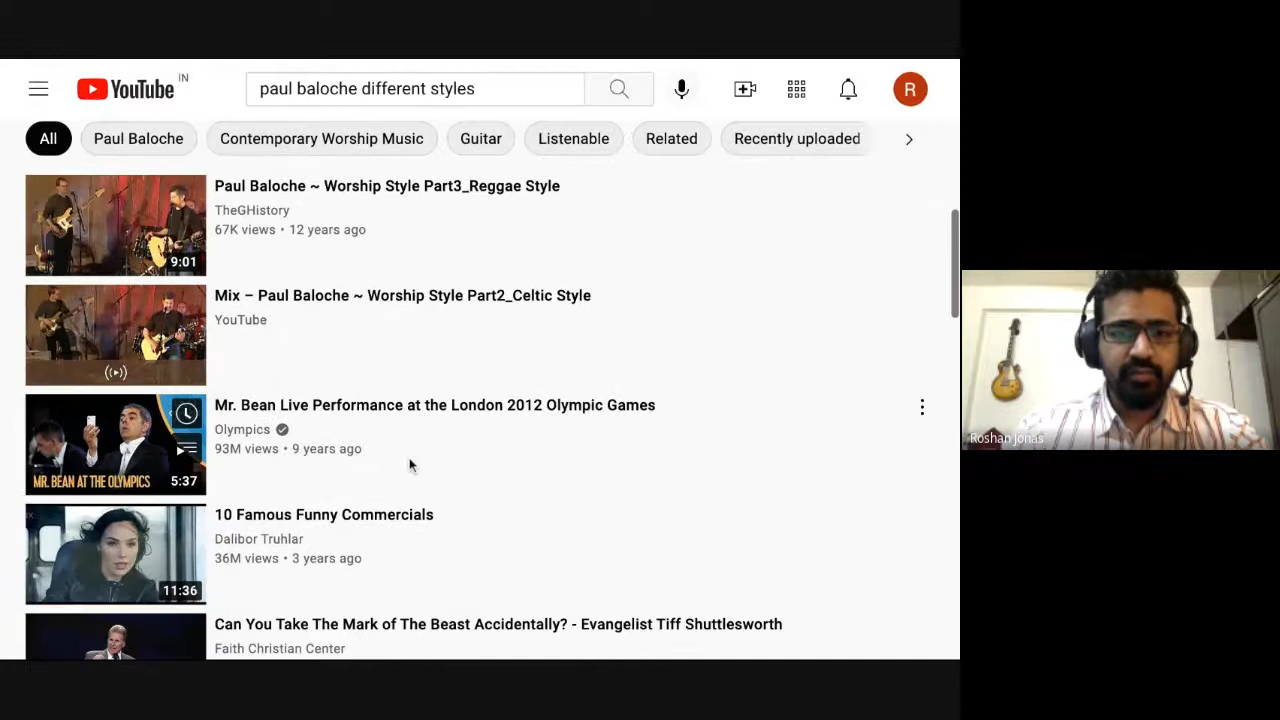 YouTube IN
paul baloche different styles
R
All Paul Baloche Contemporary Worship Music Guitar Listenable Related Recently uploaded
Paul Baloche ~ Worship Style Part3_Reggae Style
TheGHistory
67K views • 12 years ago
9:01
Mix – Paul Baloche ~ Worship Style Part2_Celtic Style
YouTube
Mr. Bean Live Performance at the London 2012 Olympic Games
Olympics
93M views • 9 years ago
MR. BEAN AT THE OLYMPICS
5:37
10 Famous Funny Commercials
Dalibor Truhlar
36M views • 3 years ago
11:36
Can You Take The Mark of The Beast Accidentally? - Evangelist Tiff Shuttlesworth
Faith Christian Center
Roshan Jonas